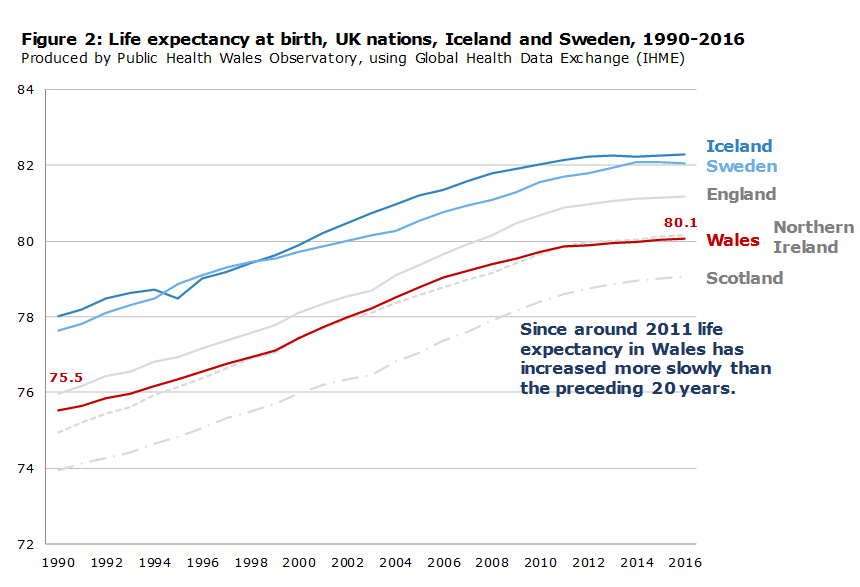 Figure 2: Life expectancy at birth, UK nations, Iceland and Sweden, 1990-2016
Produced by Public Health Wales Observatory, using Global Health Data Exchange (IHME)
84
82
80
78
76
74
72
Iceland
Sweden
England
80.1
Wales
Northern
Ireland
Scotland
75.5
Since around 2011 life
expectancy in Wales has
increased more slowly than
the preceding 20 years.
1990 1992 1994 1996 1998 2000 2002 2004 2006 2008 2010 2012 2014 2016